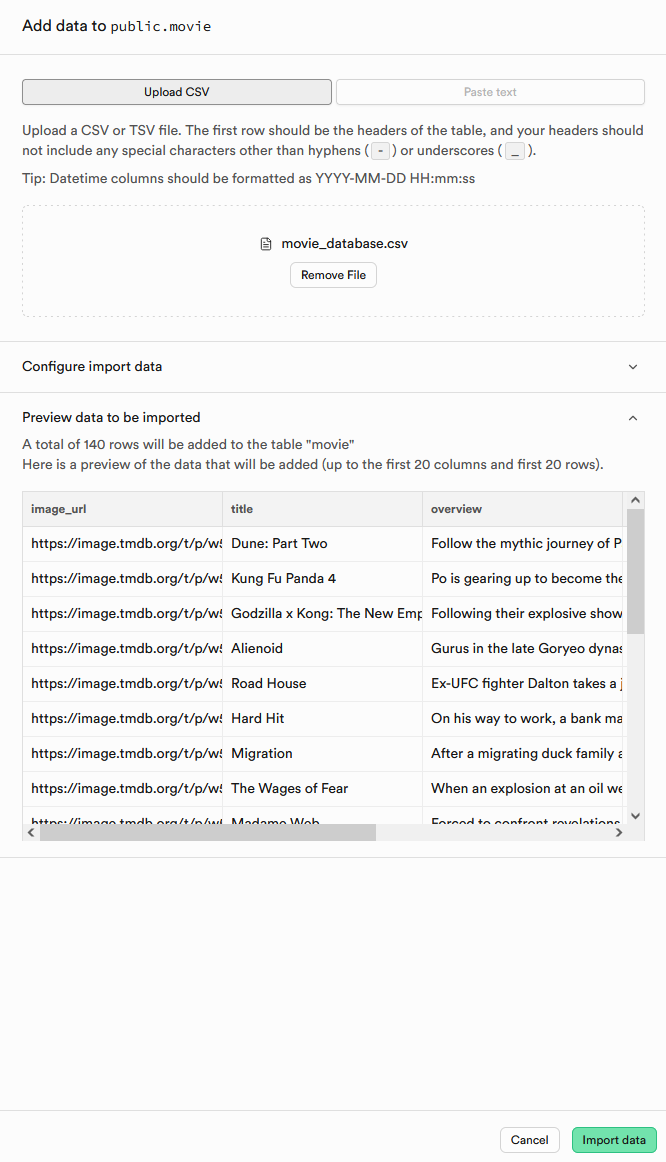 Add data to public.movie
Upload CSV
Paste text
Upload a CSV or TSV file. The first row should be the headers of the table, and your headers should
not include any special characters other than hyphens ( - ) or underscores ( _ ).
Tip: Datetime columns should be formatted as YYYY-MM-DD HH:mm:ss
movie_database.csv
Remove File
Configure import data
Preview data to be imported
A total of 140 rows will be added to the table "movie"
Here is a preview of the data that will be added (up to the first 20 columns and first 20 rows).
image_url title overview
https://image.tmdb.org/t/p/w5 Dune: Part Two Follow the mythic journey of P
https://image.tmdb.org/t/p/w5 Kung Fu Panda 4 Po is gearing up to become the
https://image.tmdb.org/t/p/w5 Godzilla x Kong: The New Emp Following their explosive show
https://image.tmdb.org/t/p/w5 Alienoid Gurus in the late Goryeo dynas
https://image.tmdb.org/t/p/w5 Road House Ex-UFC fighter Dalton takes a j
https://image.tmdb.org/t/p/w5 Hard Hit On his way to work, a bank ma
https://image.tmdb.org/t/p/w5 Migration After a migrating duck family a
https://image.tmdb.org/t/p/w5 The Wages of Fear When an explosion at an oil we
https://image.tmdb.org/t/p/w5 Madame Web Forced to confront revelations
Cancel
Import data